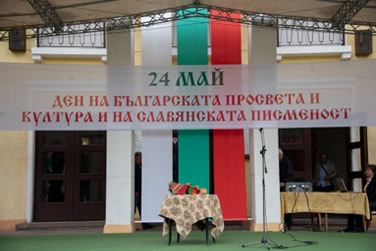 24 МАЙ
ДЕН НА БЪЛГАРСКАТА ПРОСВЕТА И
КУЛТУРА И НА СЛАВЯНСКАТА ПИСМЕНОСТ